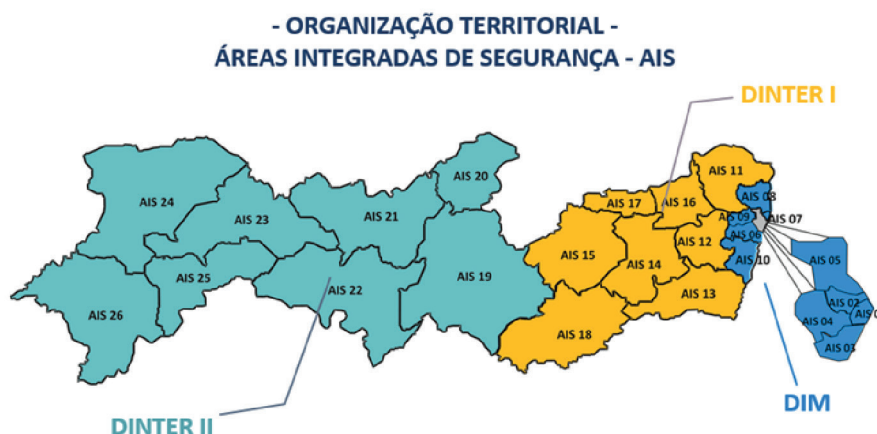 - ORGANIZAÇÃO TERRITORIAL -
ÁREAS INTEGRADAS DE SEGURANÇA - AIS
DINTER I
AIS 11
AIS 20
AIS 08
AIS 24
AIS 17
AIS 16
AIS 23
AIS 21
AIS 09
AIS 07
AIS 06
AIS 12
AIS 15
AIS 10
AIS 05
AIS 14
AIS 25
AIS 19
AIS 22
AIS 13
AIS 02
AIS 26
AIS 04
AIS 18
AIS 03
DIM
DINTER II